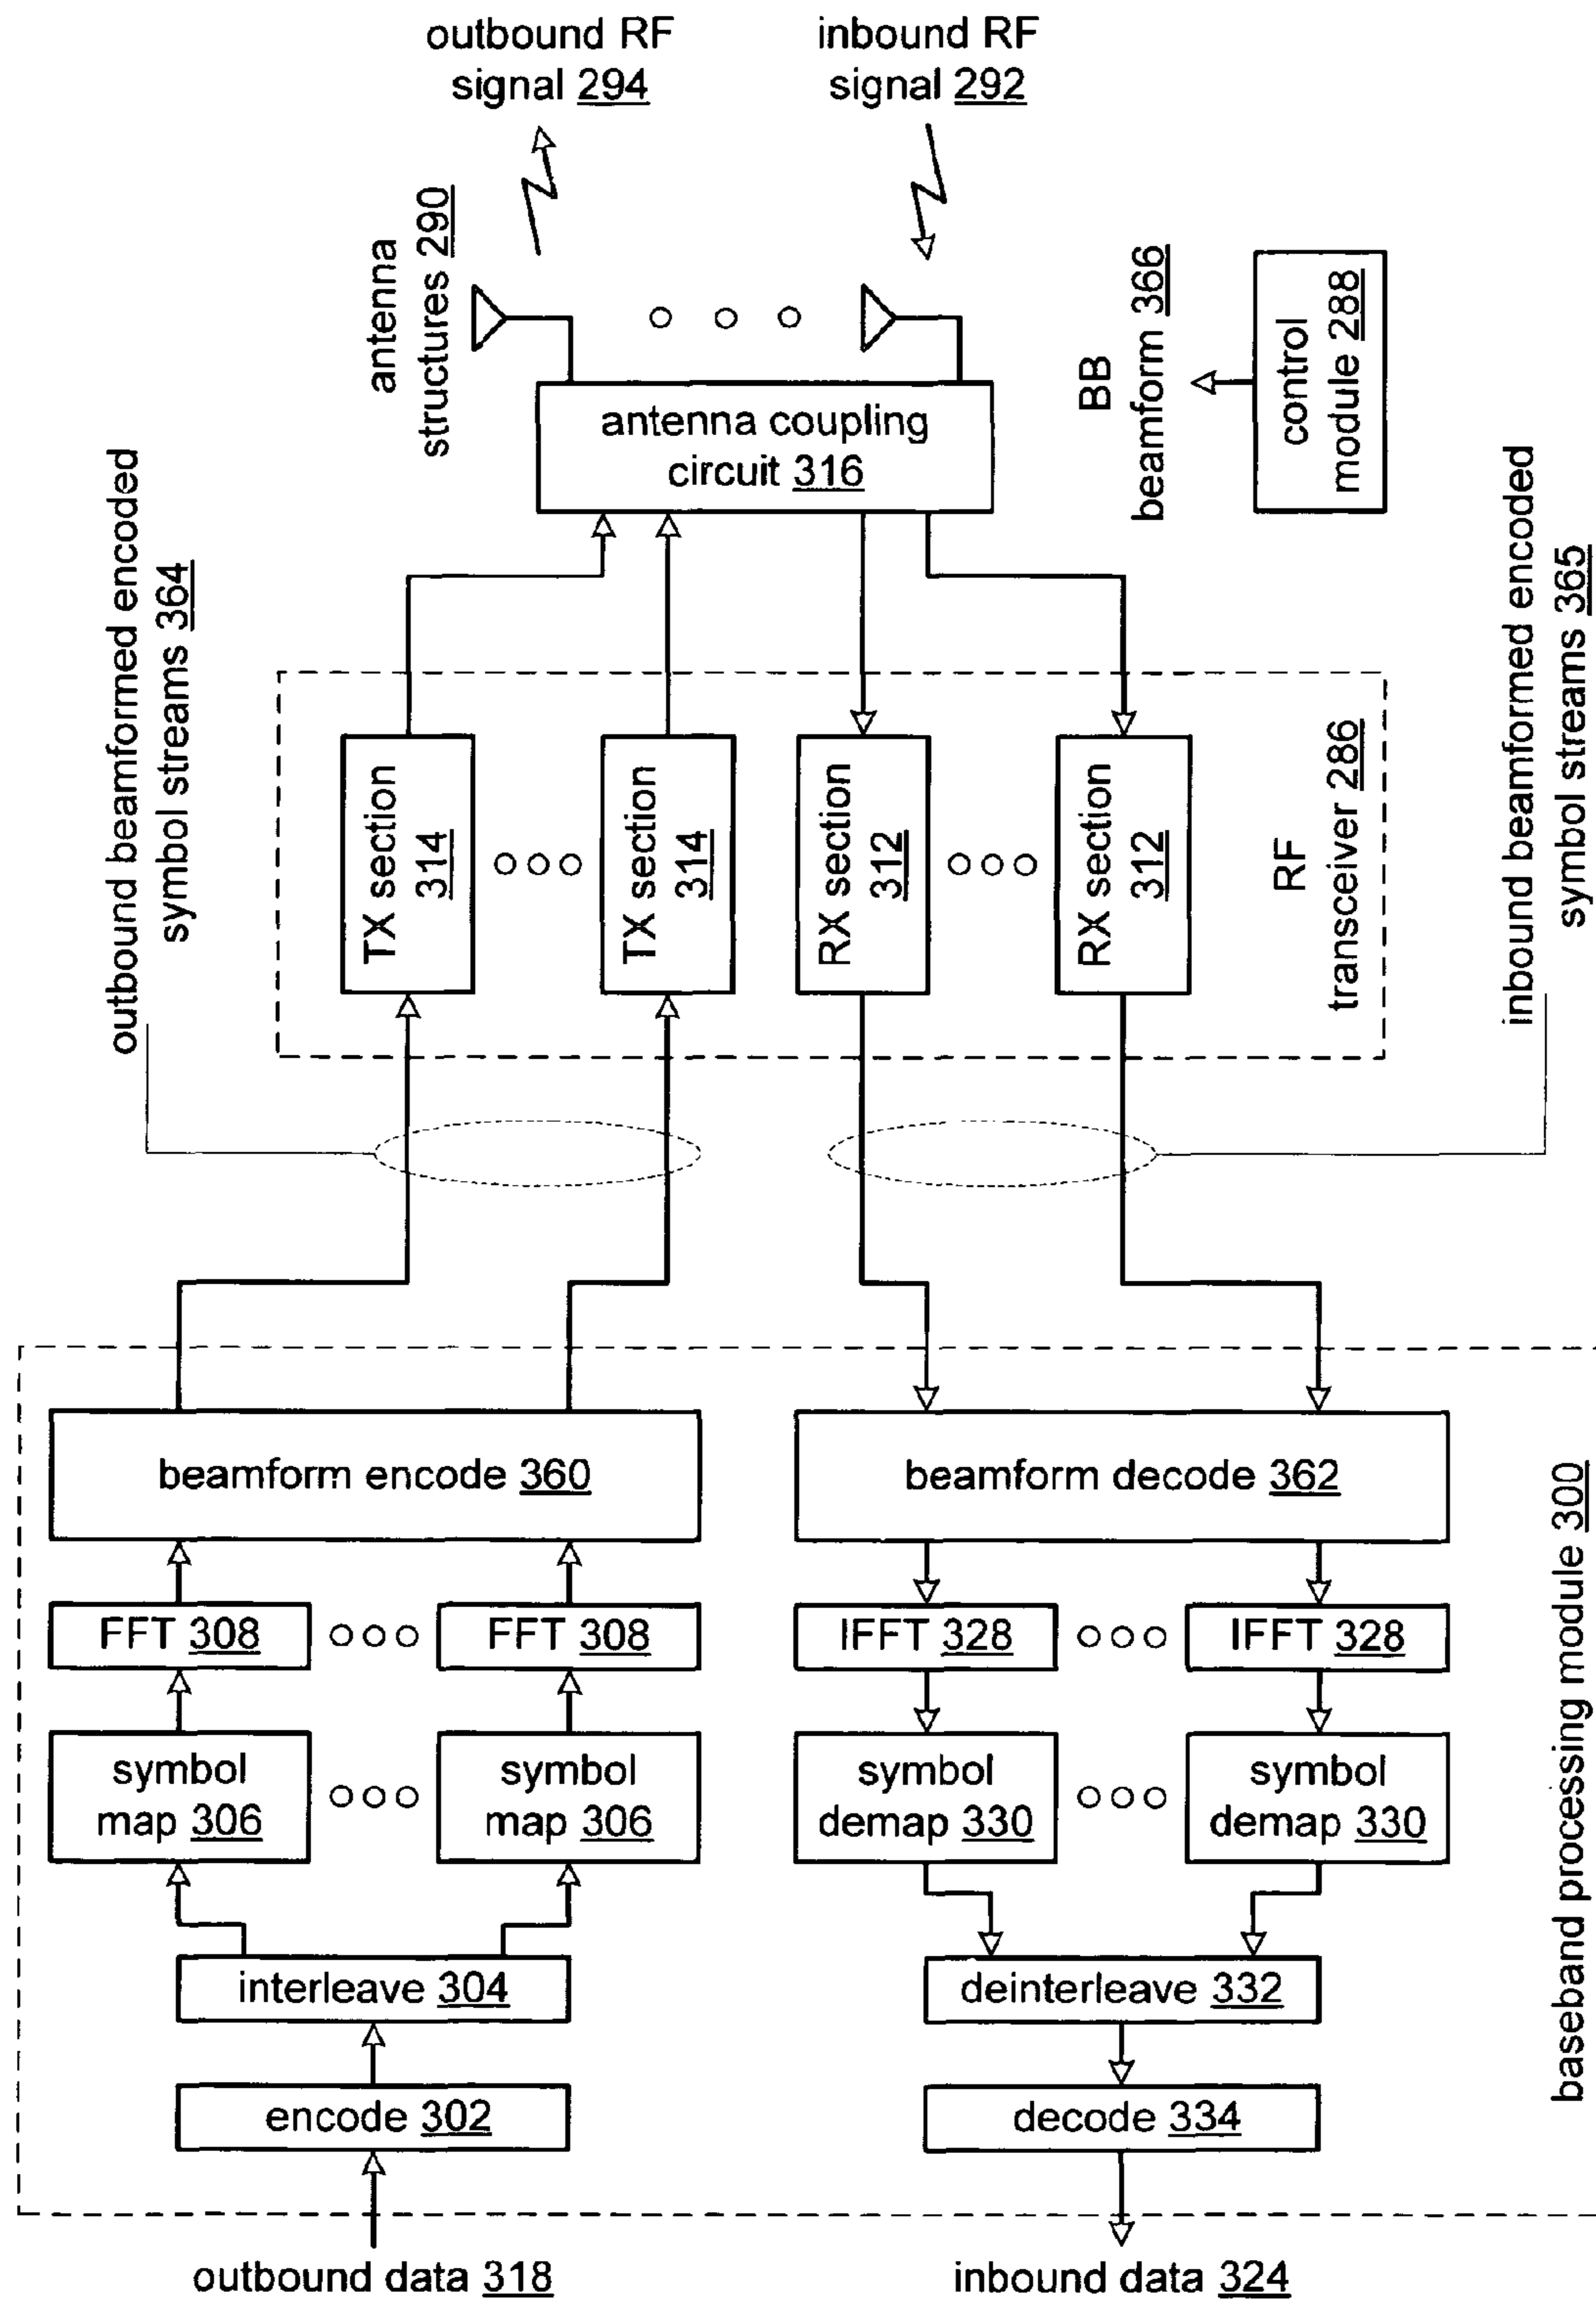 outbound RF
signal 294
inbound RF
signal 292
antenna
structures 290
antenna coupling
circuit 316
BB
beamform 366
control
module 288
outbound beamformed encoded
symbol streams 364
TX section
314
TX section
314
RX section
312
RX section
312
RF
transceiver 286
inbound beamformed encoded
symbol streams 365
beamform encode 360
beamform decode 362
FFT 308
FFT 308
IFFT 328
IFFT 328
symbol
map 306
symbol
map 306
symbol
demap 330
symbol
demap 330
interleave 304
deinterleave 332
encode 302
decode 334
baseband processing module 300
outbound data 318
inbound data 324